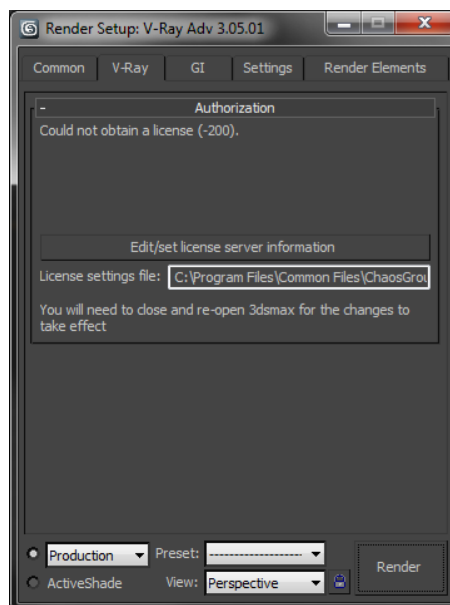 Render Setup: V-Ray Adv 3.05.01
Common V-Ray GI Settings Render Elements
- Authorization
Could not obtain a license (-200).
Edit/set license server information
License settings file: C:\Program Files\Common Files\ChaosGrou
You will need to close and re-open 3dsmax for the changes to
take effect
Production Preset: -------------------
ActiveShade View: Perspective
Render